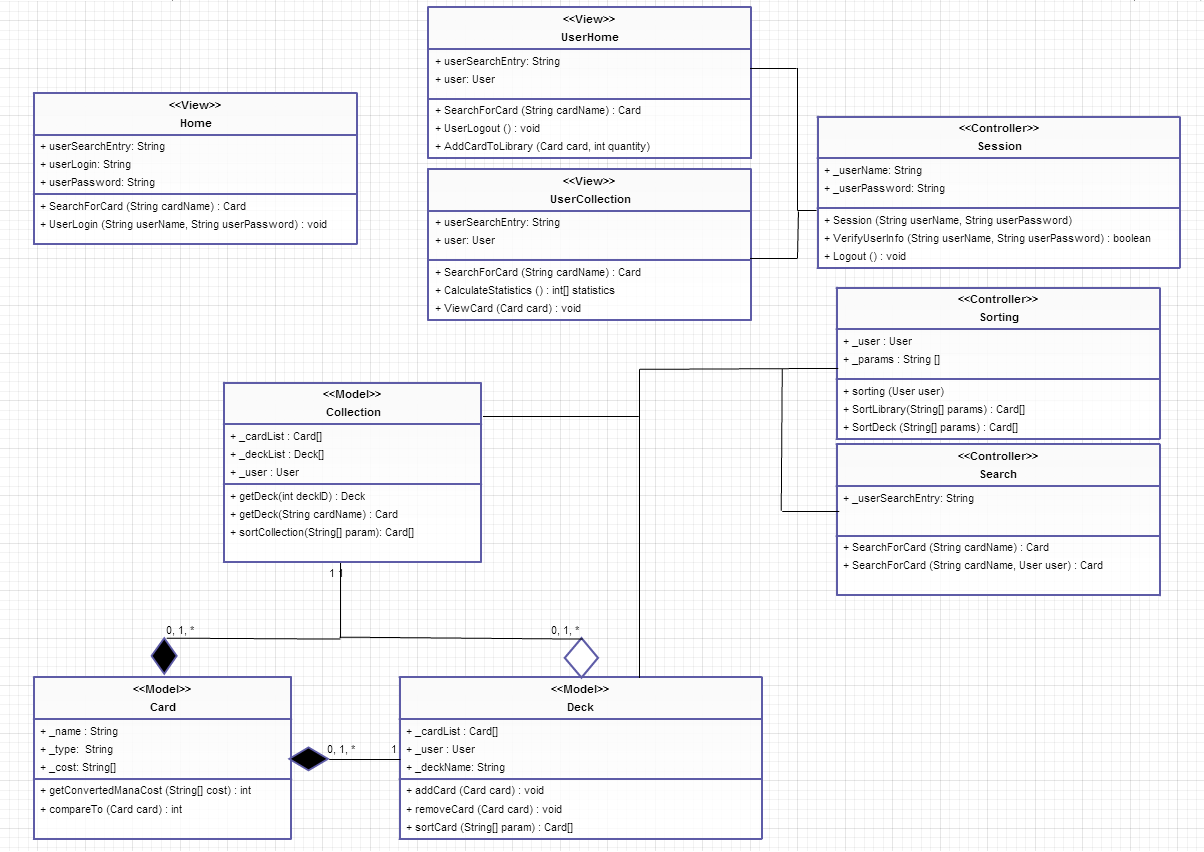 <<View>>
UserHome
+ userSearchEntry: String
+ user: User
+ SearchForCard (String cardName) : Card
+ UserLogout () : void
+ AddCardToLibrary (Card card, int quantity)
<<View>>
Home
+ userSearchEntry: String
+ userLogin: String
+ userPassword: String
+ SearchForCard (String cardName) : Card
+ UserLogin (String userName, String userPassword) : void
<<View>>
UserCollection
+ userSearchEntry: String
+ user: User
+ SearchForCard (String cardName) : Card
+ CalculateStatistics () : int[] statistics
+ ViewCard (Card card) : void
<<Controller>>
Session
+ _userName: String
+ _userPassword: String
+ Session (String userName, String userPassword)
+ VerifyUserInfo (String userName, String userPassword) : boolean
+ Logout () : void
<<Controller>>
Sorting
+ _user : User
+ _params : String []
+ sorting (User user)
+ SortLibrary(String[] params) : Card[]
+ SortDeck (String[] params) : Card[]
<<Controller>>
Search
+ _userSearchEntry: String
+ SearchForCard (String cardName) : Card
+ SearchForCard (String cardName, User user) : Card
<<Model>>
Collection
+ _cardList : Card[]
+ _deckList : Deck[]
+ _user : User
+ getDeck(int deckID) : Deck
+ getDeck(String cardName) : Card
+ sortCollection(String[] param): Card[]
1 1
0, 1, *
0, 1, *
<<Model>>
Card
+ _name : String
+ _type: String
+ _cost: String[]
+ getConvertedManaCost (String[] cost) : int
+ compareTo (Card card) : int
0, 1, *
1
<<Model>>
Deck
+ _cardList : Card[]
+ _user : User
+ _deckName: String
+ addCard (Card card) : void
+ removeCard (Card card) : void
+ sortCard (String[] param) : Card[]